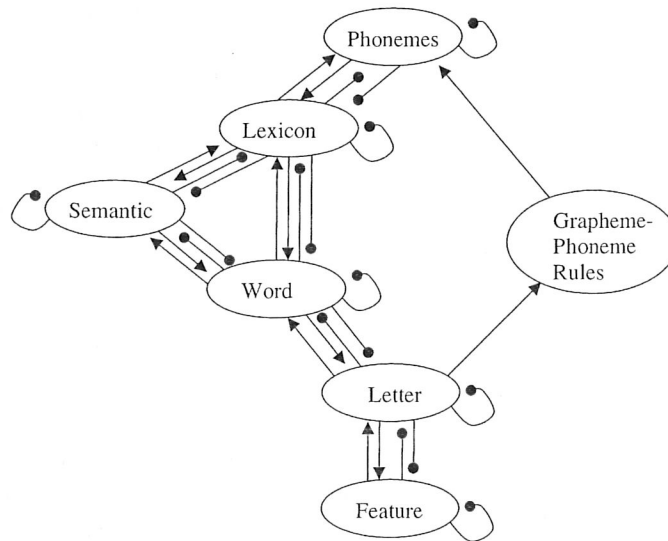 Phonemes
Lexicon
Semantic
Grapheme-
Phoneme
Rules
Word
Letter
Feature